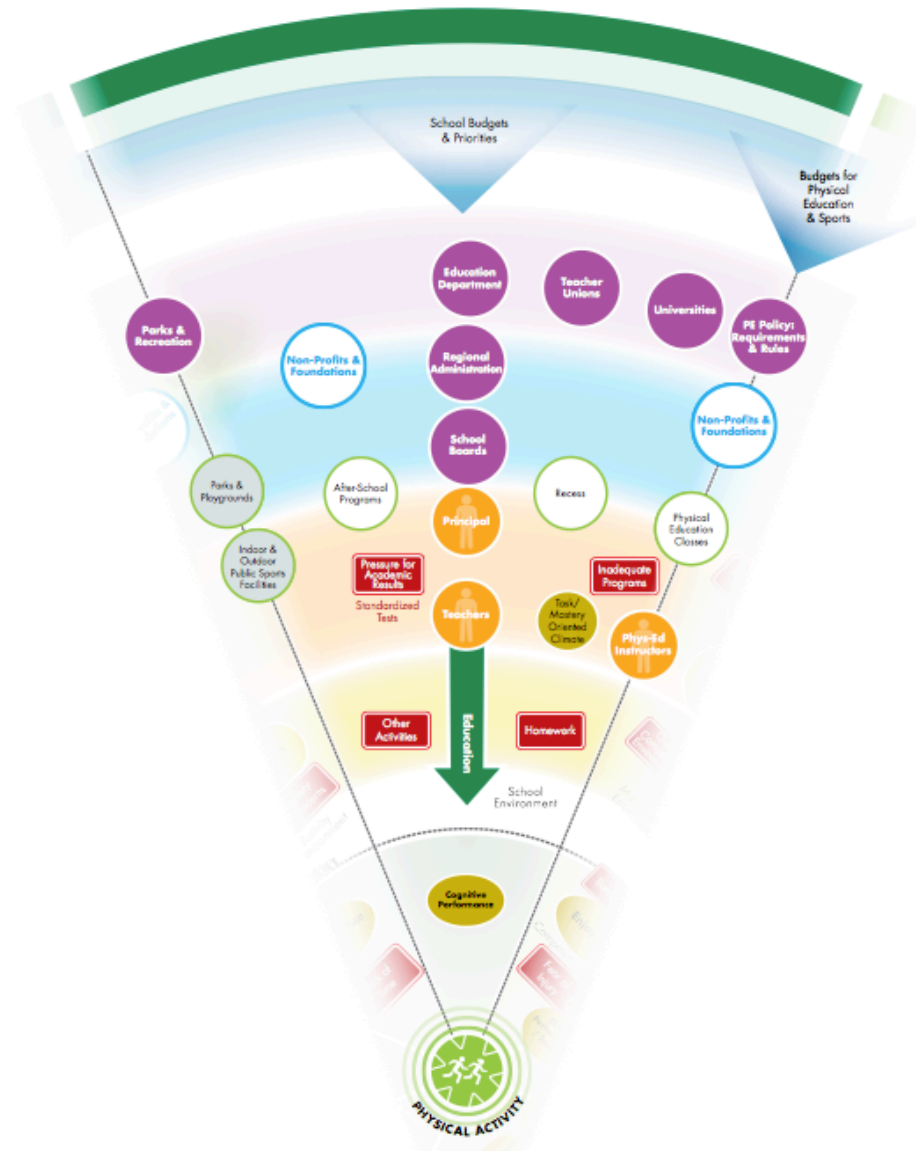 School Budgets
& Priorities
Budgets for
Physical
Education
& Sports
Education
Department
Teacher
Unions
Universities
Parks &
Recreation
PE Policy:
Requirements
& Rules
Non-Profits &
Foundations
Regional
Administration
Non-Profits &
Foundations
School
Boards
Parks &
Playgrounds
After-School
Programs
Recess
Principal
Physical
Education
Classes
Indoor &
Outdoor
Public Sports
Facilities
Pressure for
Academic
Results
Standardized
Tests
Inadequate
Programs
Teachers
Task/
Mastery
Oriented
Climate
Phys-Ed
Instructors
Other
Activities
Education
Homework
School
Environment
Cognitive
Performance
Fear of
Injury
PHYSICAL ACTIVITY